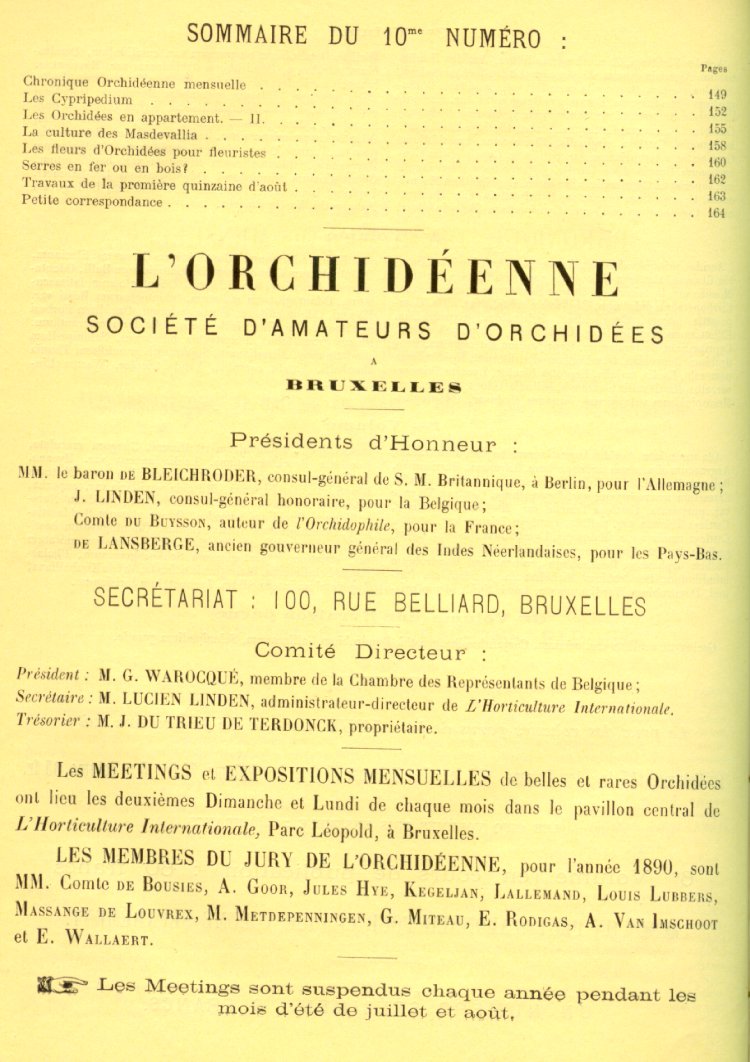 SOMMAIRE DU 10me NUMÉRO :
Pages
Chronique Orchidéenne mensuelle . . . . . . . . . . 149
Les Cypripedium . . . . . . . . . . 152
Les Orchidées en appartement. — II. . . . . . . . . . . 155
La culture des Masdevallia . . . . . . . . . . 158
Les fleurs d'Orchidées pour fleuristes . . . . . . . . . . 160
Serres en fer ou en bois? . . . . . . . . . . 162
Travaux de la première quinzaine d'août . . . . . . . . . . 163
Petite correspondance . . . . . . . . . . 164
L'ORCHIDÉENNE
SOCIÉTÉ D'AMATEURS D'ORCHIDÉES
A
BRUXELLES
Présidents d'Honneur :
MM. le baron DE BLEICHRODER, consul-général de S. M. Britannique, à Berlin, pour l'Allemagne ;
J. LINDEN, consul-général honoraire, pour la Belgique ;
Comte DU BUYSSON, auteur de l'Orchidophile, pour la France ;
DE LANSBERGE, ancien gouverneur général des Indes Néerlandaises, pour les Pays-Bas.
SECRÉTARIAT : 100, RUE BELLIARD, BRUXELLES
Comité Directeur :
Président : M. G. WAROCQUÉ, membre de la Chambre des Représentants de Belgique ;
Secrétaire : M. LUCIEN LINDEN, administrateur-directeur de L'Horticulture Internationale.
Trésorier : M. J. DU TRIEU DE TERDONCK, propriétaire.
Les MEETINGS et EXPOSITIONS MENSUELLES de belles et rares Orchidées
ont lieu les deuxièmes Dimanche et Lundi de chaque mois dans le pavillon central de
L'Horticulture Internationale, Parc Léopold, à Bruxelles.
LES MEMBRES DU JURY DE L'ORCHIDÉENNE, pour l'année 1890, sont
MM. Comte DE BOUSIES, A. GOOR, JULES HYE, KEGELJAN, LALLEMAND, LOUIS LUBBERS,
MASSANGE DE LOUVREX, M. METDEPENNINGEN, G. MITEAU, E. RODIGAS, A. VAN IMSCHOOT
et E. WALLAERT.
Les Meetings sont suspendus chaque année pendant les
mois d'été de juillet et août.